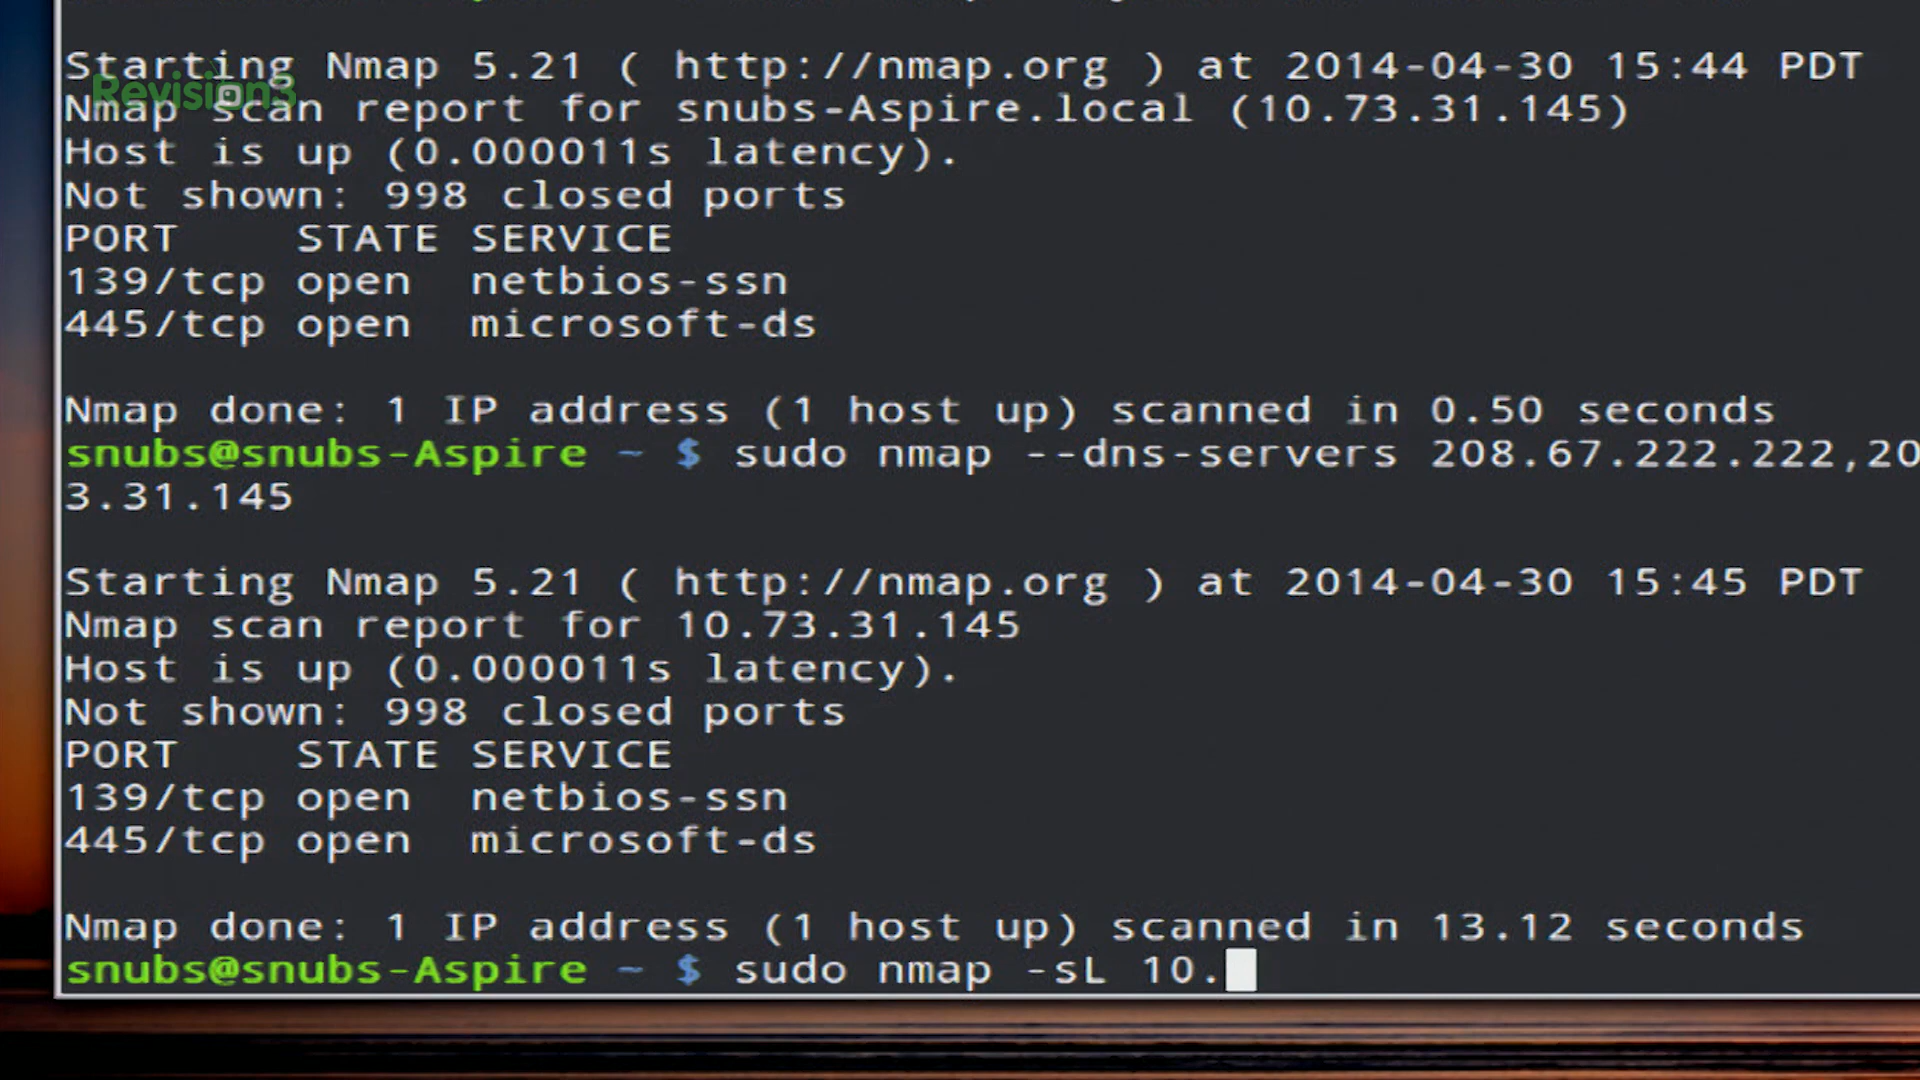 Starting Nmap 5.21 ( http://nmap.org ) at 2014-04-30 15:44 PDT
Revision3
Nmap scan report for snubs-Aspire.local (10.73.31.145)
Host is up (0.000011s latency).
Not shown: 998 closed ports
PORT    STATE SERVICE
139/tcp open  netbios-ssn
445/tcp open  microsoft-ds
Nmap done: 1 IP address (1 host up) scanned in 0.50 seconds
snubs@snubs-Aspire ~ $ sudo nmap --dns-servers 208.67.222.222,20
3.31.145
Starting Nmap 5.21 ( http://nmap.org ) at 2014-04-30 15:45 PDT
Nmap scan report for 10.73.31.145
Host is up (0.000011s latency).
Not shown: 998 closed ports
PORT    STATE SERVICE
139/tcp open  netbios-ssn
445/tcp open  microsoft-ds
Nmap done: 1 IP address (1 host up) scanned in 13.12 seconds
snubs@snubs-Aspire ~ $ sudo nmap -sL 10.